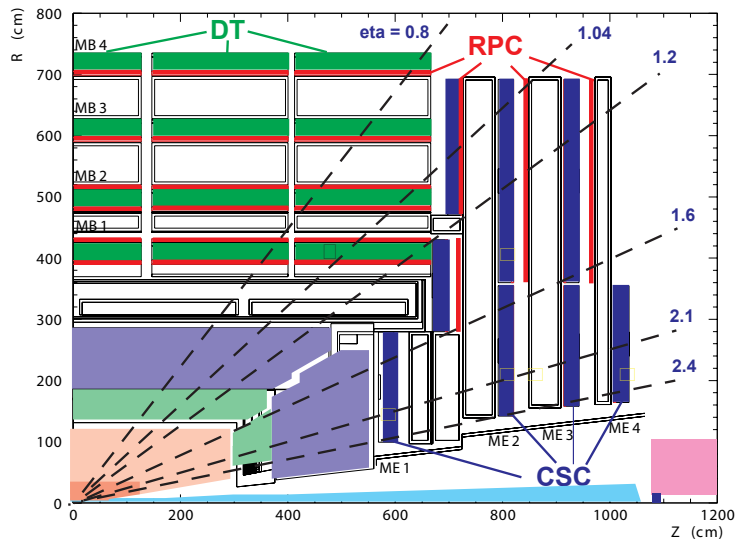 R (cm)
800
700
600
500
400
300
200
100
0
MB 4
DT
eta = 0.8
RPC
1.04
1.2
MB 3
MB 2
MB 1
1.6
2.1
2.4
ME 1
ME 2
ME 3
ME 4
CSC
0
200
400
600
800
1000
1200
Z (cm)